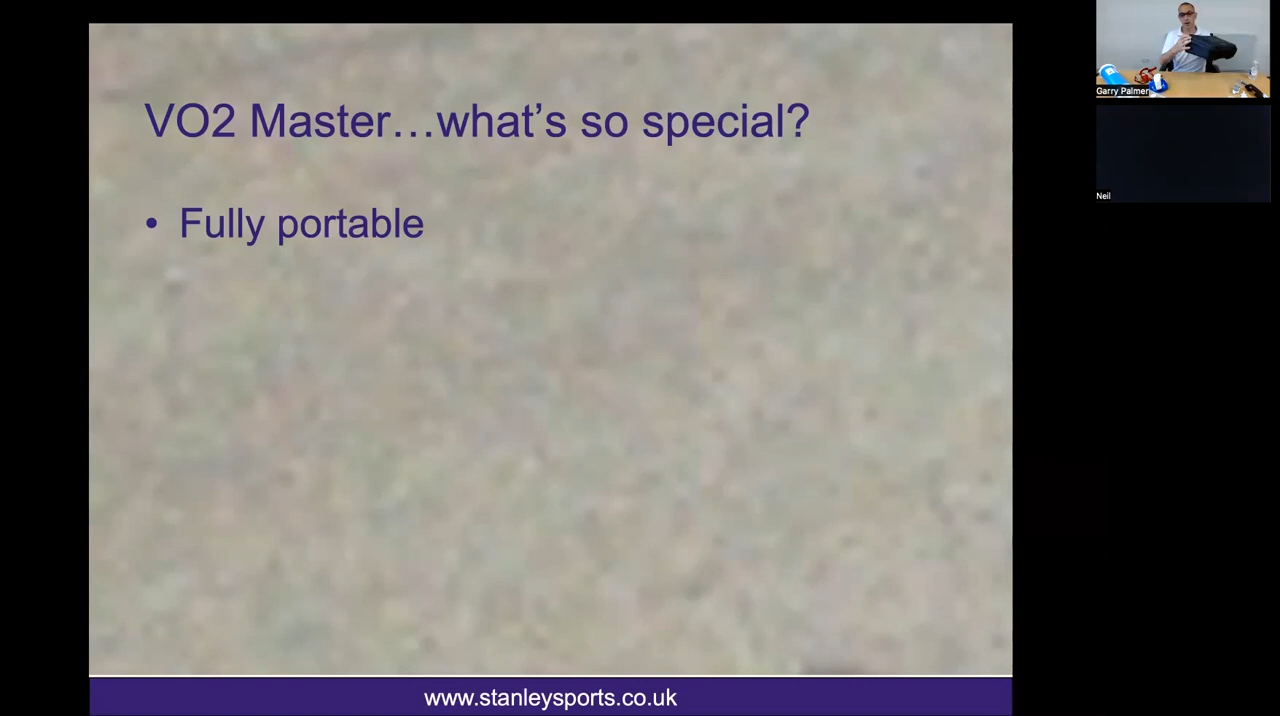 VO2 Master…what’s so special?
• Fully portable
www.stanleysports.co.uk
Garry Palmer
Neil